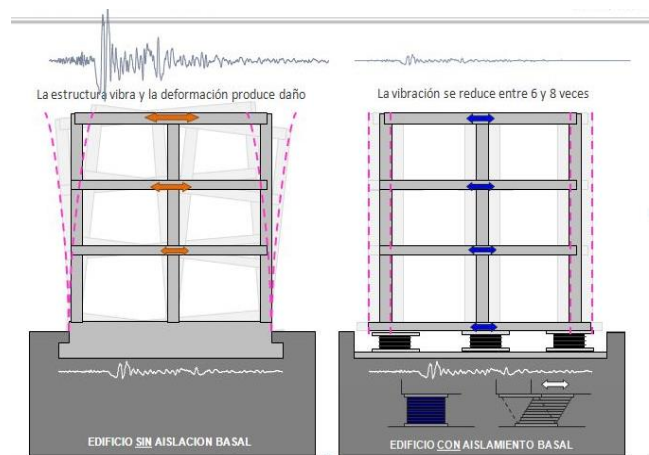 La estructura vibra y la deformación produce daño
La vibración se reduce entre 6 y 8 veces
EDIFICIO SIN AISLACION BASAL
EDIFICIO CON AISLAMIENTO BASAL